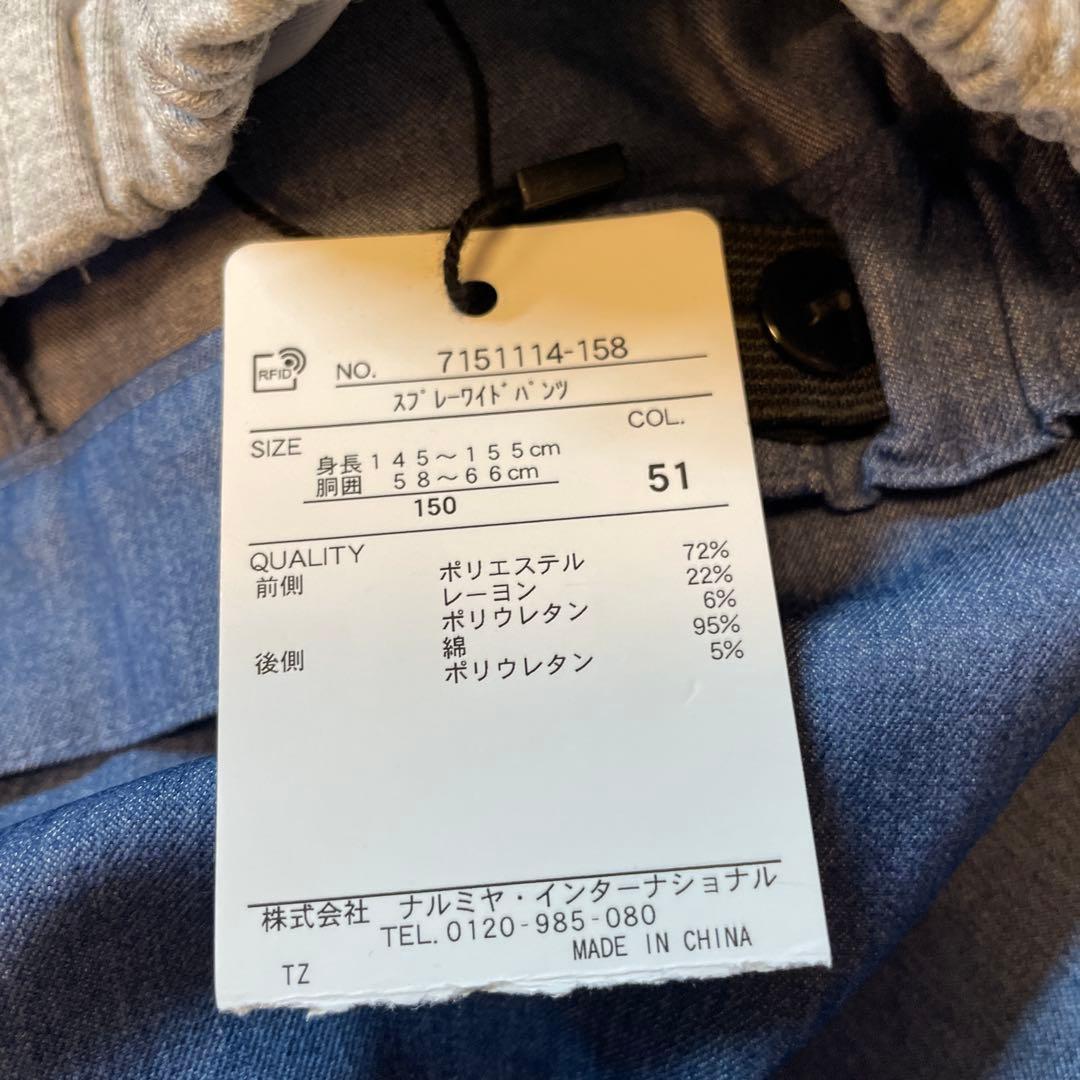 RFID
NO. 7151114-158
ｽﾌﾟﾚｰﾜｲﾄﾞﾊﾟﾝﾂ
SIZE COL.
身長145～155cm
胴囲 58～66cm
150 51
QUALITY
前側 ポリエステル 72%
レーヨン 22%
ポリウレタン 6%
後側 綿 95%
ポリウレタン 5%
株式会社 ナルミヤ・インターナショナル
TEL. 0120-985-080
TZ MADE IN CHINA